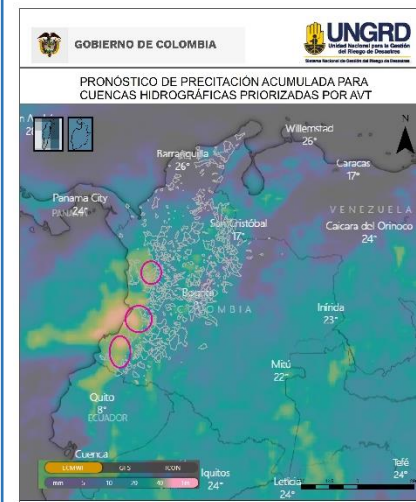 GOBIERNO DE COLOMBIA
UNGRD
Unidad Nacional para la Gestión
del Riesgo de Desastres
Sistema Nacional de Gestión del Riesgo de Desastres
PRONÓSTICO DE PRECITACIÓN ACUMULADA PARA
CUENCAS HIDROGRÁFICAS PRIORIZADAS POR AVT
N
Willemstad
26°
Barranquilla
26°
Caracas
17°
Panama City
24°
PANAMA
San Cristóbal
17°
VENEZUELA
Caicara del Orinoco
24°
Bogotá
COLOMBIA
Inírida
23°
Mitú
22°
Quito
8°
ECUADOR
Cuenca
ECMWF GFS ICON
mm 5 10 20 40
Iquitos
24°
Leticia
24°
Tefé
24°